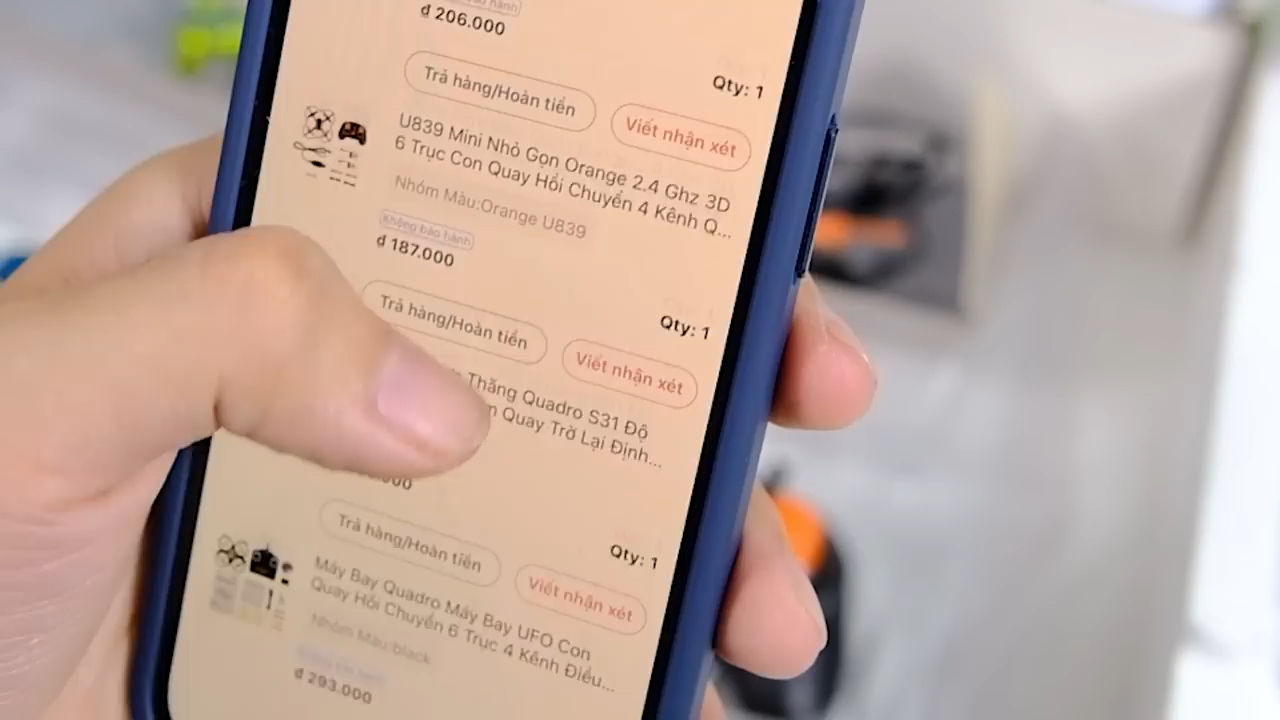 ₫ 206.000
Qty: 1
Trả hàng/Hoàn tiền
Viết nhận xét
U839 Mini Nhỏ Gọn Orange 2.4 Ghz 3D
6 Trục Con Quay Hồi Chuyển 4 Kênh Q...
Nhóm Màu:Orange U839
Không bảo hành
₫ 187.000
Qty: 1
Trả hàng/Hoàn tiền
Viết nhận xét
Thăng Quadro S31 Độ
Quay Trở Lại Định...
Qty: 1
Trả hàng/Hoàn tiền
Viết nhận xét
Máy Bay Quadro Máy Bay UFO Con
Quay Hồi Chuyển 6 Trục 4 Kênh Điều...
Nhóm Màu:black
₫ 293.000